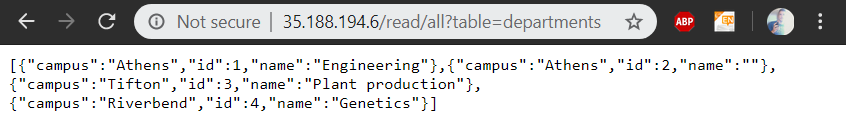 Not secure | 35.188.194.6/read/all?table=departments
ABP
EN
[{"campus":"Athens","id":1,"name":"Engineering"},{"campus":"Athens","id":2,"name":""},
{"campus":"Tifton","id":3,"name":"Plant production"},
{"campus":"Riverbend","id":4,"name":"Genetics"}]